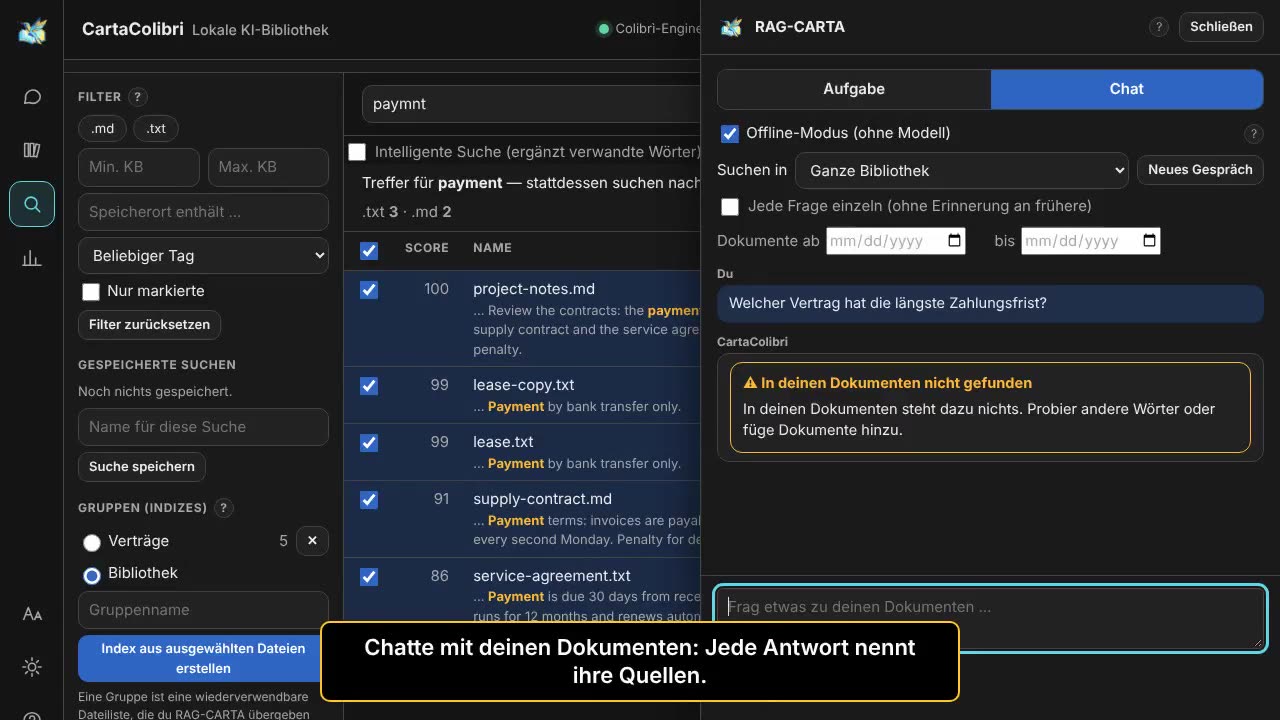 CartaColibri Lokale KI-Bibliothek
Colibri-Engine
FILTER ?
.md .txt
Min. KB Max. KB
Speicherort enthält ...
Beliebiger Tag
Nur markierte
Filter zurücksetzen
GESPEICHERTE SUCHEN
Noch nichts gespeichert.
Name für diese Suche
Suche speichern
GRUPPEN (INDIZES) ?
Verträge 5 ×
Bibliothek
Gruppenname
Index aus ausgewählten Dateien
erstellen
Eine Gruppe ist eine wiederverwendbare
Dateiliste, die du RAG-CARTA übergeben
paymnt
Intelligente Suche (ergänzt verwandte Wörter)
Treffer für payment — stattdessen suchen nach
.txt 3 · .md 2
SCORE NAME
100 project-notes.md
... Review the contracts: the paymen
supply contract and the service agre
penalty.
99 lease-copy.txt
... Payment by bank transfer only.
99 lease.txt
... Payment by bank transfer only.
91 supply-contract.md
... Payment terms: invoices are paya
every second Monday. Penalty for de
86 service-agreement.txt
... Payment is due 30 days from rece
runs for 12 months and renews auton
RAG-CARTA ? Schließen
Aufgabe Chat
Offline-Modus (ohne Modell) ?
Suchen in Ganze Bibliothek Neues Gespräch
Jede Frage einzeln (ohne Erinnerung an frühere)
Dokumente ab mm/dd/yyyy bis mm/dd/yyyy
Du
Welcher Vertrag hat die längste Zahlungsfrist?
CartaColibri
⚠ In deinen Dokumenten nicht gefunden
In deinen Dokumenten steht dazu nichts. Probier andere Wörter oder
füge Dokumente hinzu.
Frag etwas zu deinen Dokumenten ...
Chatte mit deinen Dokumenten: Jede Antwort nennt
ihre Quellen.
AA